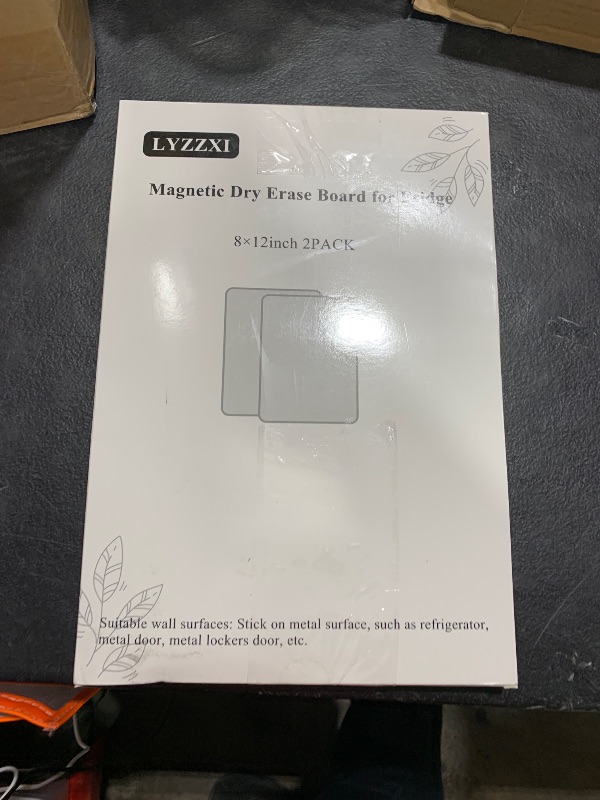 LYZZXI
Magnetic Dry Erase Board for Fridge
8×12inch 2PACK
Suitable wall surfaces: Stick on metal surface, such as refrigerator,
metal door, metal lockers door, etc.